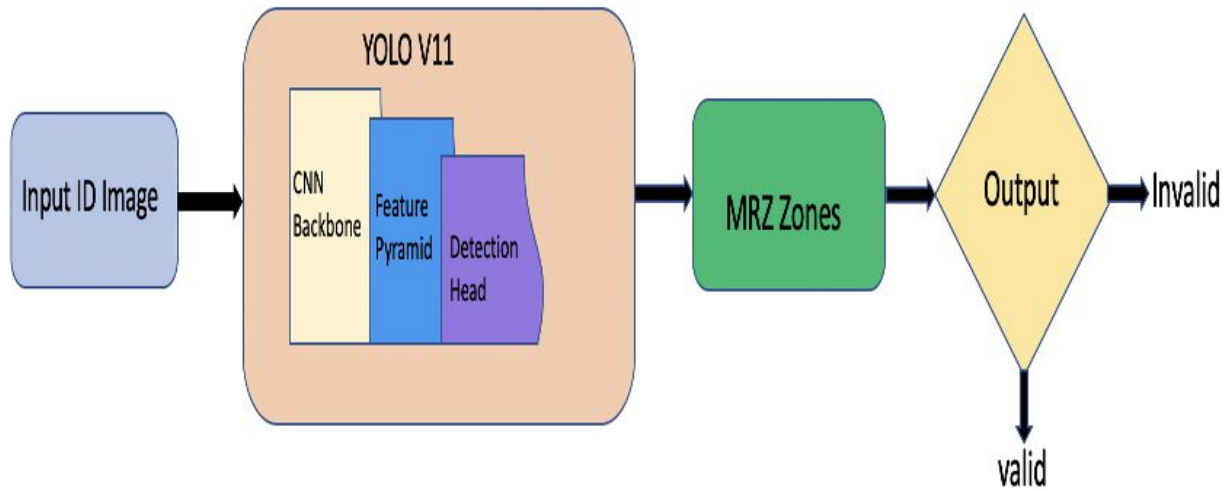 Input ID Image
YOLO V11
CNN
Backbone
Feature
Pyramid
Detection
Head
MRZ Zones
Output
Invalid
valid